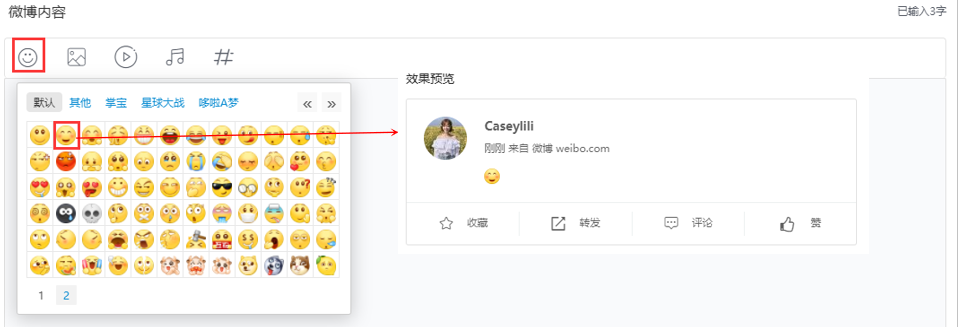 微博内容
已输入3字
#
默认 其他 学宝 星球大战 哆啦A梦 « »
1 2
效果预览
Caseylili
刚刚 来自 微博 weibo.com
收藏 转发 评论 赞